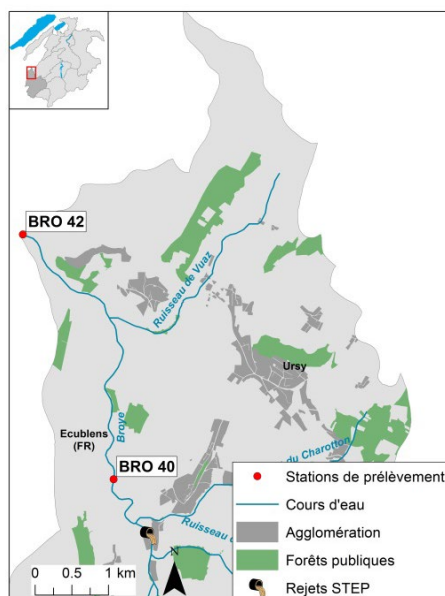 BRO 42
Ruisseau de Vuaz
Ursy
Ecublens
(FR)
Broye
BRO 40
du Charotton
Ruisseau
N
0 0.5 1 km
Stations de prélèvement
Cours d'eau
Agglomération
Forêts publiques
Rejets STEP